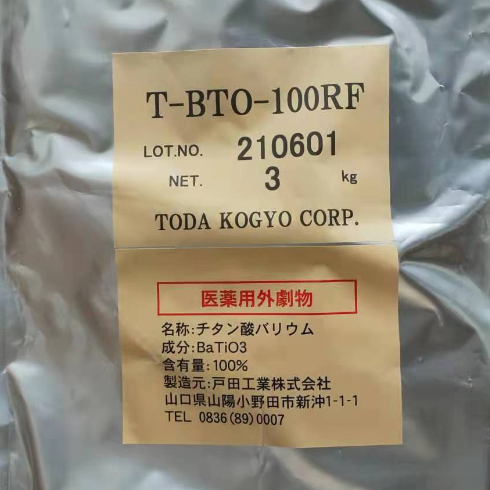 T-BTO-100RF
LOT.NO. 210601
NET. 3 kg
TODA KOGYO CORP.
医薬用外劇物
名称:チタン酸バリウム
成分:BaTiO3
含有量:100%
製造元:戸田工業株式会社
山口県山陽小野田市新沖1-1-1
TEL 0836(89)0007